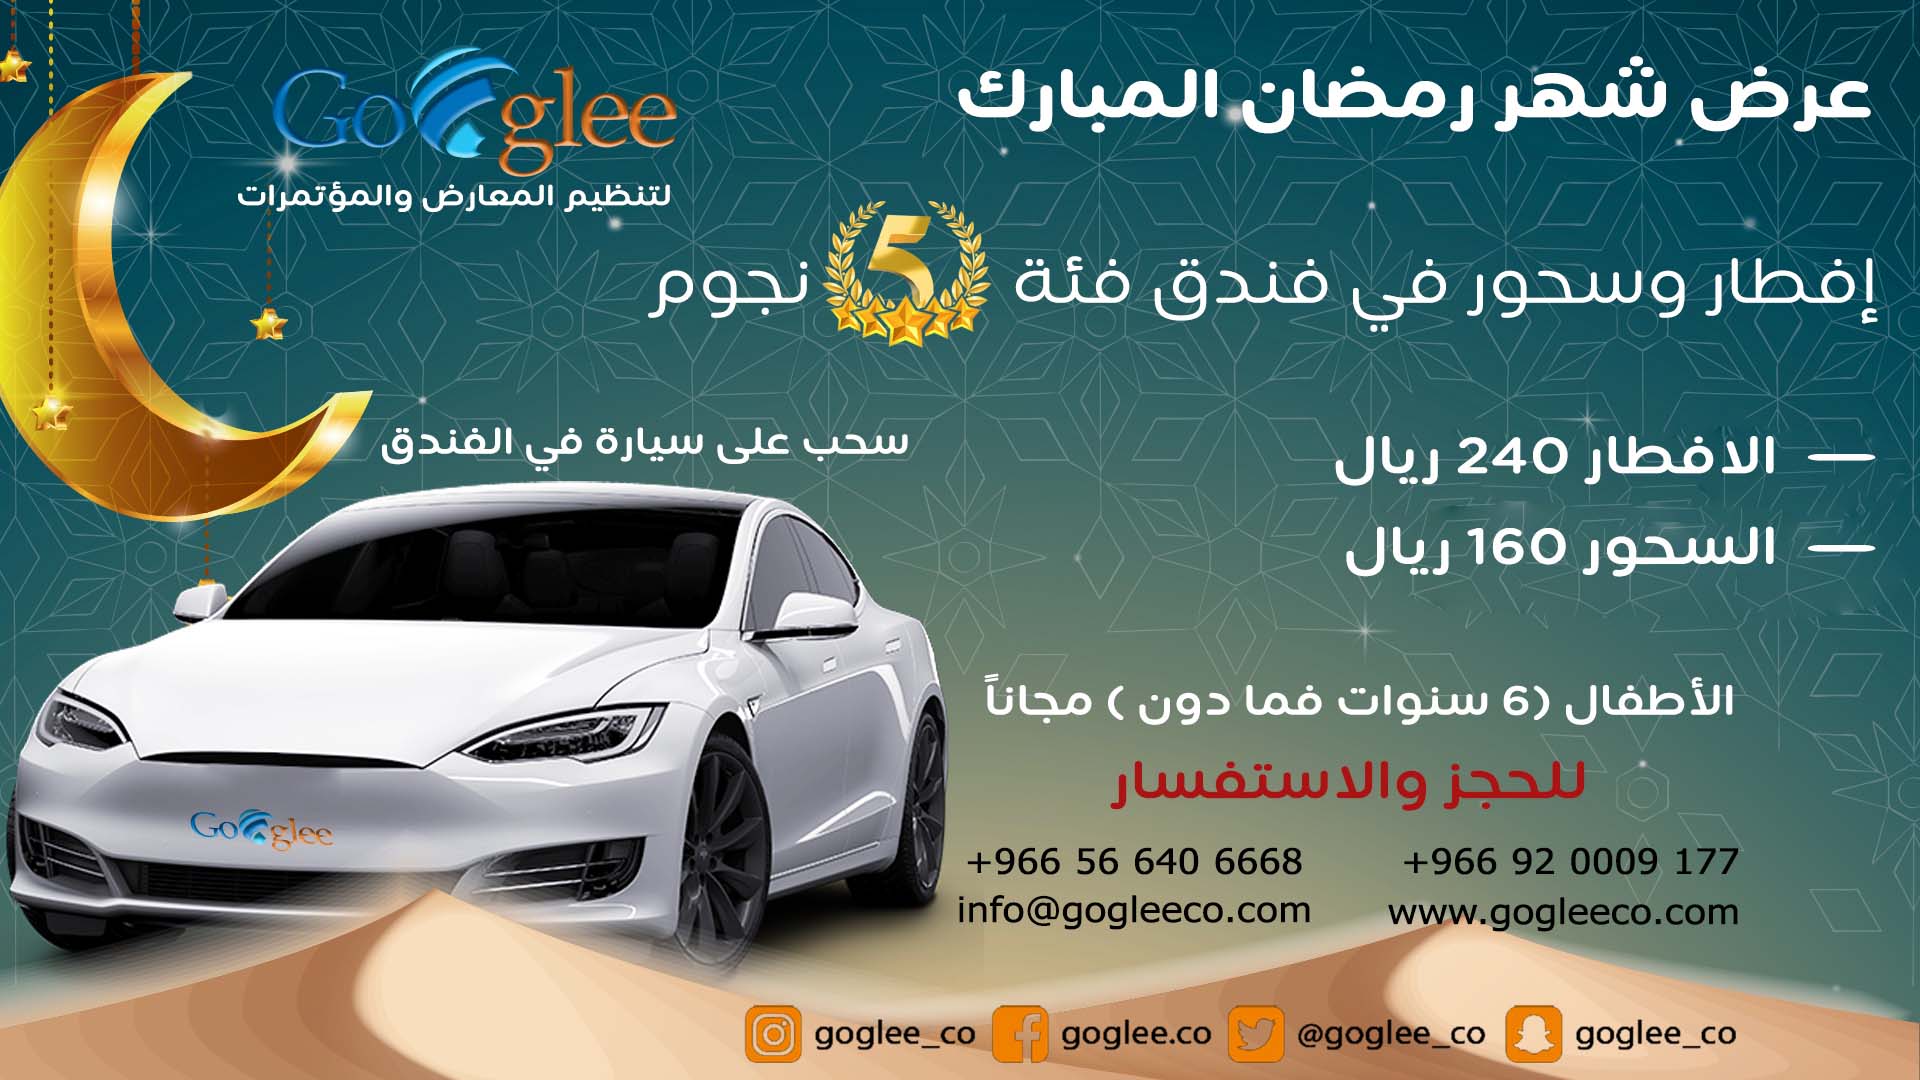 عرض شهر رمضان المبارك
Googlee
لتنظيم المعارض والمؤتمرات
إفطار وسحور في فندق فئة 5 نجوم
سحب على سيارة في الفندق
— الافطار 240 ريال
— السحور 160 ريال
الأطفال (6 سنوات فما دون ) مجاناً
للحجز والاستفسار
Googlee
+966 56 640 6668 +966 92 0009 177
info@gogleeco.com www.gogleeco.com
goglee_co goglee.co @goglee_co goglee_co